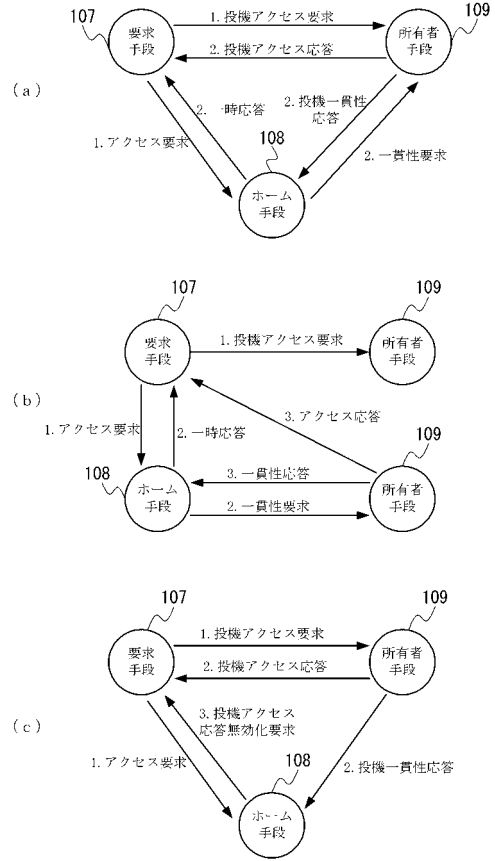 107
要求
手段
1.投機アクセス要求
2.投機アクセス応答
109
所有者
手段
(a)
2.一時応答
2.投機一貫性
応答
1.アクセス要求
108
2.一貫性要求
ホーム
手段
107
109
要求
手段
1.投機アクセス要求
所有者
手段
(b)
1.アクセス要求
2.一時応答
3.アクセス応答
109
108
ホーム
手段
3.一貫性応答
2.一貫性要求
所有者
手段
107
109
要求
手段
1.投機アクセス要求
2.投機アクセス応答
所有者
手段
(c)
3.投機アクセス
応答無効化要求
1.アクセス要求
108
2.投機一貫性応答
ホーム
手段